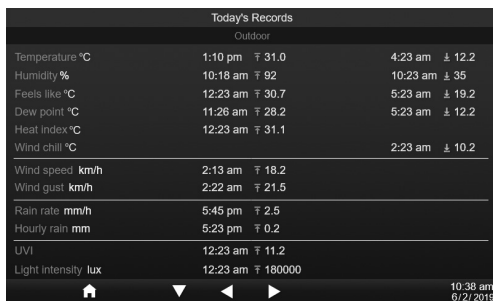 Today's Records
Outdoor
Temperature °C 1:10 pm ⤒ 31.0 4:23 am ⤓ 12.2
Humidity % 10:18 am ⤒ 92 10:23 am ⤓ 35
Feels like °C 12:23 am ⤒ 30.7 5:23 am ⤓ 19.2
Dew point °C 11:26 am ⤒ 28.2 5:23 am ⤓ 12.2
Heat index °C 12:23 am ⤒ 31.1
Wind chill °C 2:23 am ⤓ 10.2
Wind speed km/h 2:13 am ⤒ 18.2
Wind gust km/h 2:22 am ⤒ 21.5
Rain rate mm/h 5:45 pm ⤒ 2.5
Hourly rain mm 5:23 pm ⤒ 0.2
UVI 12:23 am ⤒ 11.2
Light intensity lux 12:23 am ⤒ 180000
10:38 am
6/2/2019